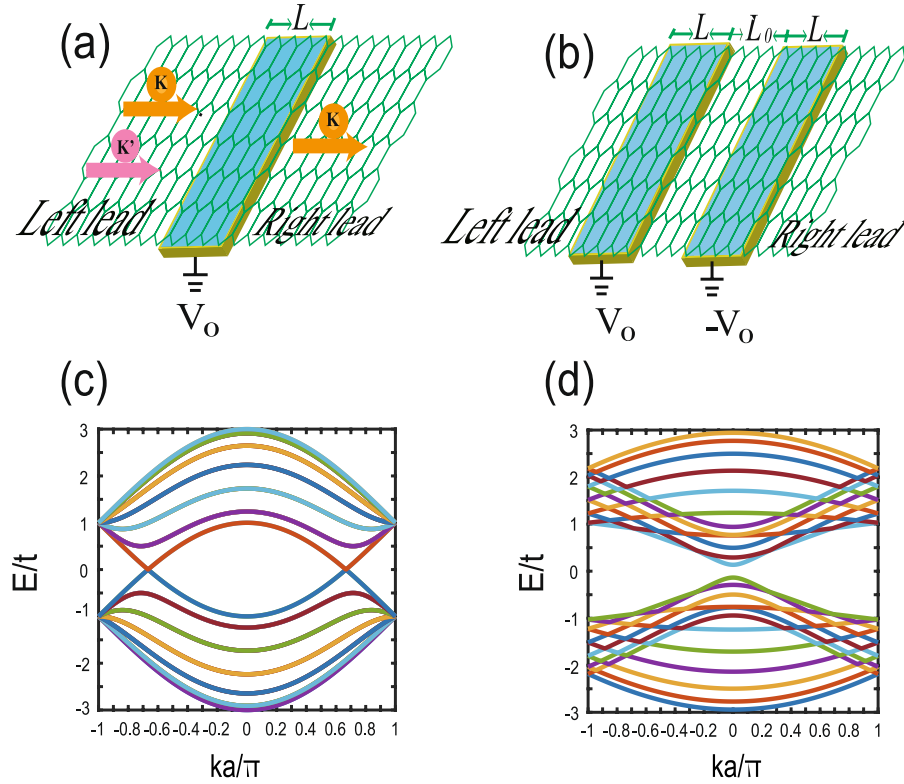 (a)
L
K
K'
K
Left lead
Right lead
V₀
(b)
L L₀ L
Left lead
Right lead
V₀ -V₀
(c)
3
2
1
0
-1
-2
-3
E/t
-1 -0.8 -0.6 -0.4 -0.2 0 0.2 0.4 0.6 0.8 1
ka/π
(d)
3
2
1
0
-1
-2
-3
E/t
-1 -0.8 -0.6 -0.4 -0.2 0 0.2 0.4 0.6 0.8 1
ka/π